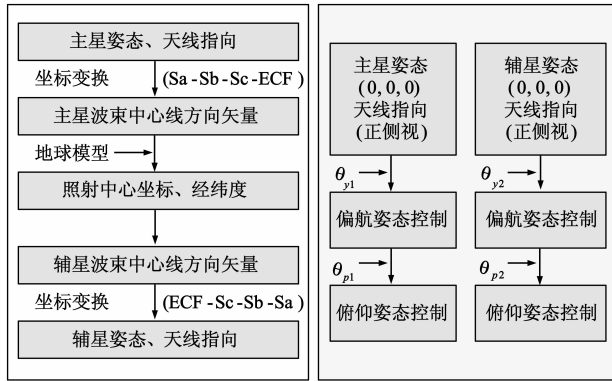 主星姿态、天线指向
坐标变换
(Sa-Sb-Sc-ECF)
主星波束中心线方向矢量
地球模型
照射中心坐标、经纬度
辅星波束中心线方向矢量
坐标变换
(ECF-Sc-Sb-Sa)
辅星姿态、天线指向
主星姿态
(0, 0, 0)
天线指向
(正侧视)
θy1
偏航姿态控制
θp1
俯仰姿态控制
辅星姿态
(0, 0, 0)
天线指向
(正侧视)
θy2
偏航姿态控制
θp2
俯仰姿态控制